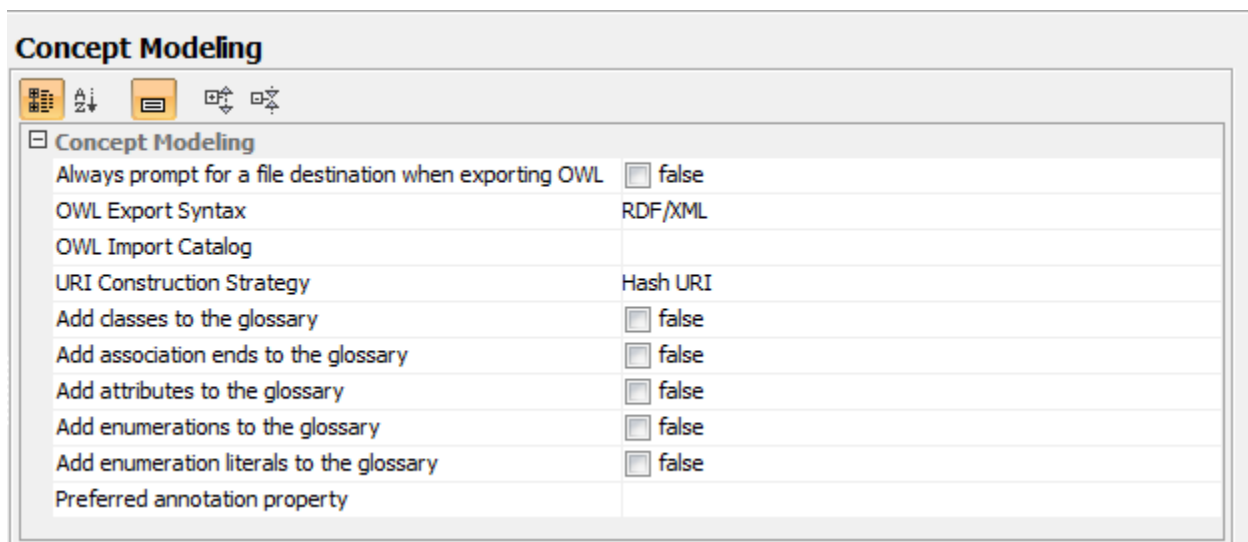 Concept Modeling
Concept Modeling
Always prompt for a file destination when exporting OWL false
OWL Export Syntax RDF/XML
OWL Import Catalog
URI Construction Strategy Hash URI
Add classes to the glossary false
Add association ends to the glossary false
Add attributes to the glossary false
Add enumerations to the glossary false
Add enumeration literals to the glossary false
Preferred annotation property